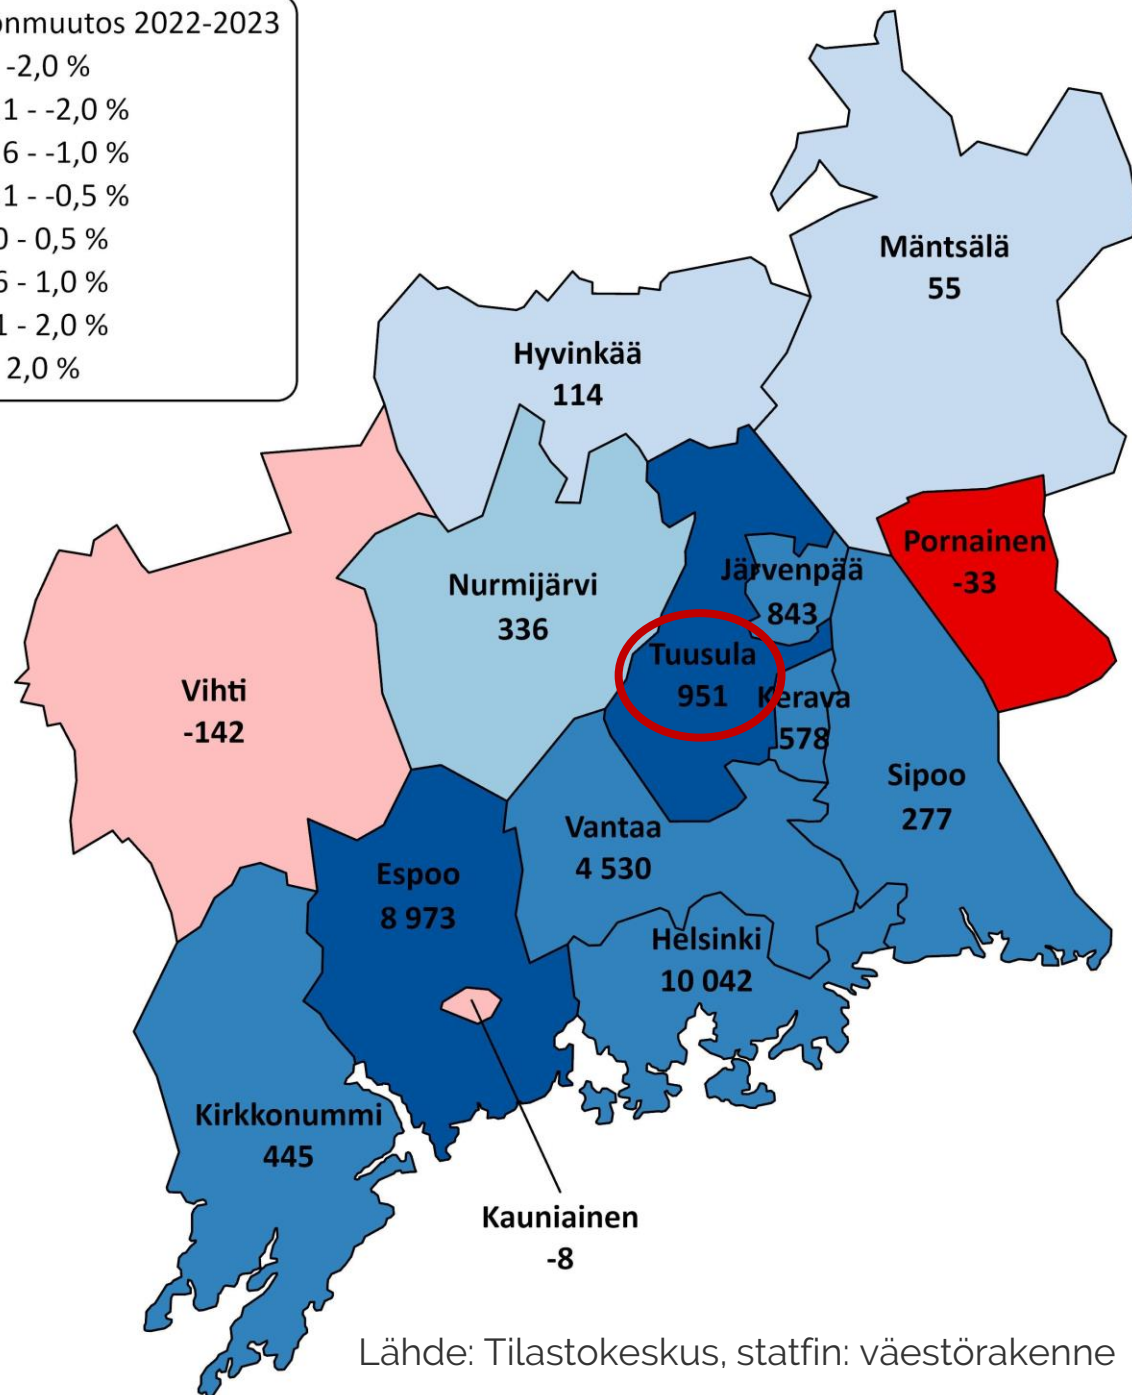 onmuutos 2022-2023
-2,0 %
1 - -2,0 %
6 - -1,0 %
1 - -0,5 %
0 - 0,5 %
6 - 1,0 %
1 - 2,0 %
2,0 %
Mäntsälä
55
Hyvinkää
114
Pornainen
-33
Järvenpää
843
Nurmijärvi
336
Tuusula
951
Kerava
578
Vihti
-142
Sipoo
277
Vantaa
4 530
Espoo
8 973
Helsinki
10 042
Kirkkonummi
445
Kauniainen
-8
Lähde: Tilastokeskus, statfin: väestörakenne